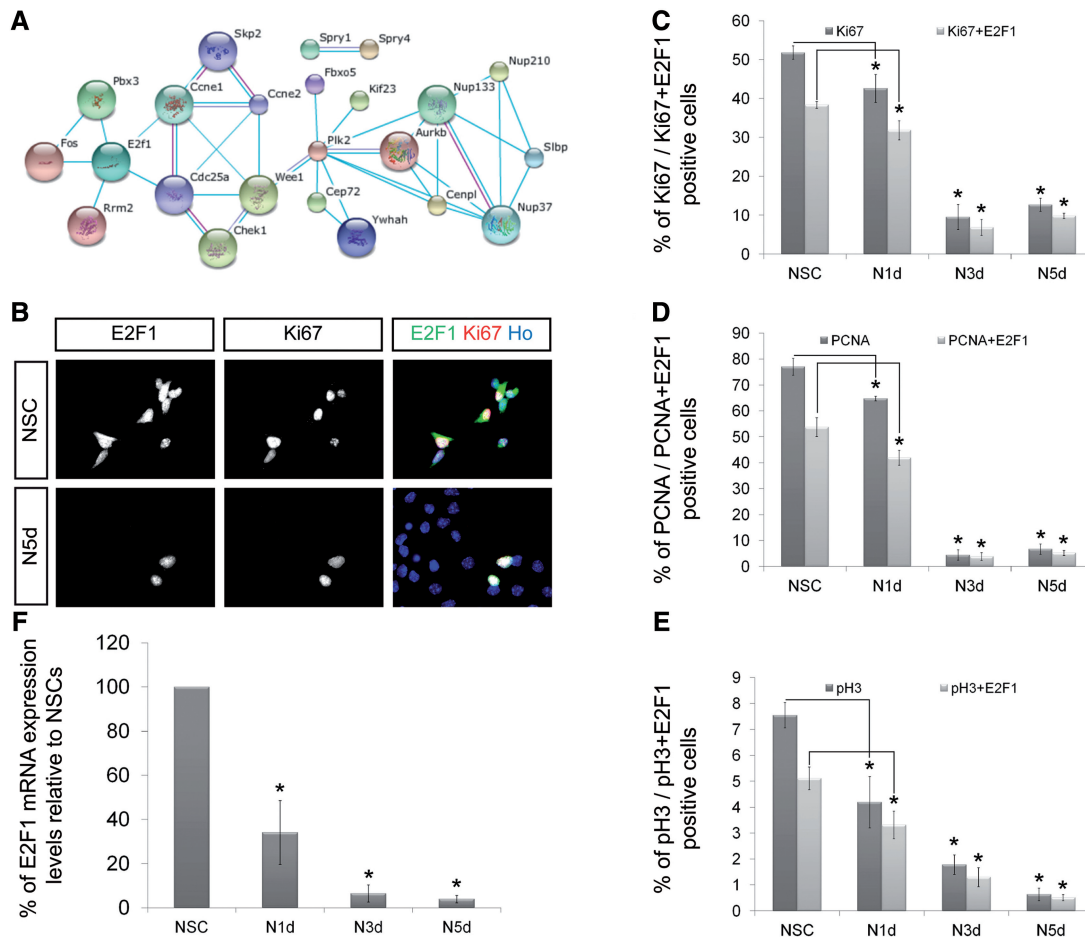 A
Skp2
Spry1
Spry4
Pbx3
Ccne1
Ccne2
Fbxo5
Kif23
Nup133
Nup210
Fos
E2f1
Plk2
Aurkb
Slbp
Rrm2
Cdc25a
Wee1
Cep72
Cenpl
Nup37
Chek1
Ywhah
B
E2F1
Ki67
E2F1 Ki67 Ho
NSC
N5d
C
% of Ki67 / Ki67+E2F1
positive cells
Ki67
Ki67+E2F1
60
50
40
30
20
10
0
* * * * * *
NSC N1d N3d N5d
D
% of PCNA / PCNA+E2F1
positive cells
PCNA
PCNA+E2F1
90
80
70
60
50
40
30
20
10
0
* * * * * *
NSC N1d N3d N5d
F
% of E2F1 mRNA expression
levels relative to NSCs
120
100
80
60
40
20
0
* * *
NSC N1d N3d N5d
E
% of pH3 / pH3+E2F1
positive cells
pH3
pH3+E2F1
9
8
7
6
5
4
3
2
1
0
* * * * * *
NSC N1d N3d N5d